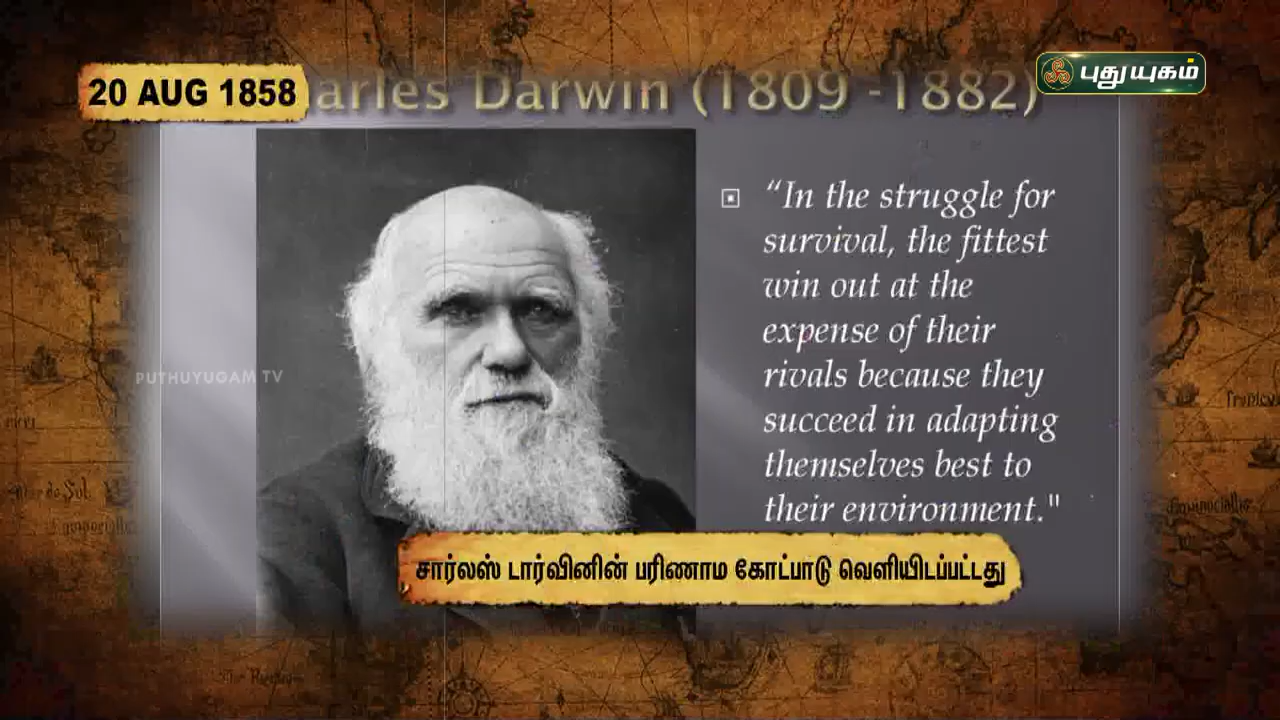 20 AUG 1858
arles Darwin (1809 -1882)
புதுயுகம்
“In the struggle for
survival, the fittest
win out at the
expense of their
rivals because they
succeed in adapting
themselves best to
their environment."
PUTHUYUGAM TV
சார்லஸ் டார்வினின் பரிணாம கோட்பாடு வெளியிடப்பட்டது